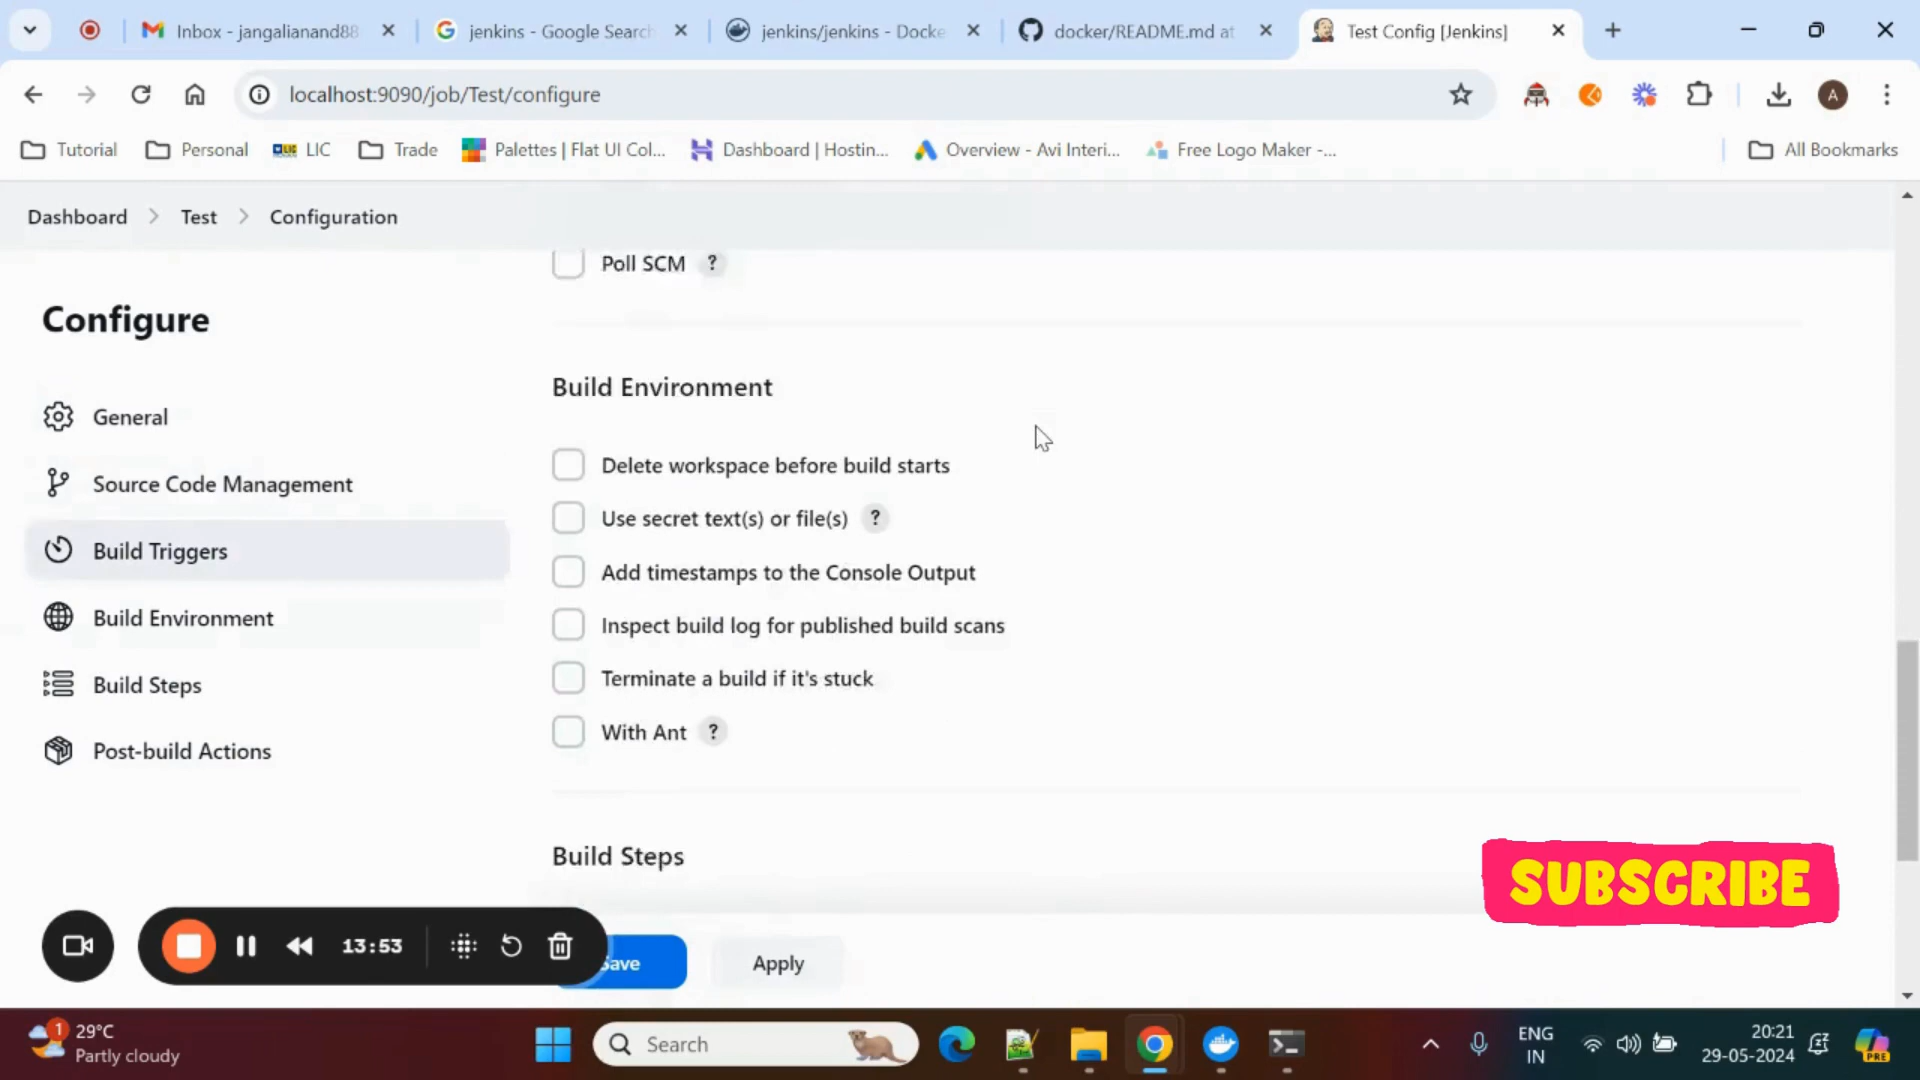 Inbox - jangalianand88
jenkins - Google Search
jenkins/jenkins - Docke
docker/README.md at
Test Config [Jenkins]
localhost:9090/job/Test/configure
A
Tutorial
Personal
LIC
Trade
Palettes | Flat UI Col...
Dashboard | Hostin...
Overview - Avi Interi...
Free Logo Maker -...
All Bookmarks
Dashboard
Test
Configuration
Configure
General
Source Code Management
Build Triggers
Build Environment
Build Steps
Post-build Actions
Poll SCM ?
Build Environment
Delete workspace before build starts
Use secret text(s) or file(s) ?
Add timestamps to the Console Output
Inspect build log for published build scans
Terminate a build if it's stuck
With Ant ?
Build Steps
SUBSCRIBE
13:53
Save
Apply
1
29°C
Partly cloudy
Search
ENG
IN
20:21
29-05-2024
PRE